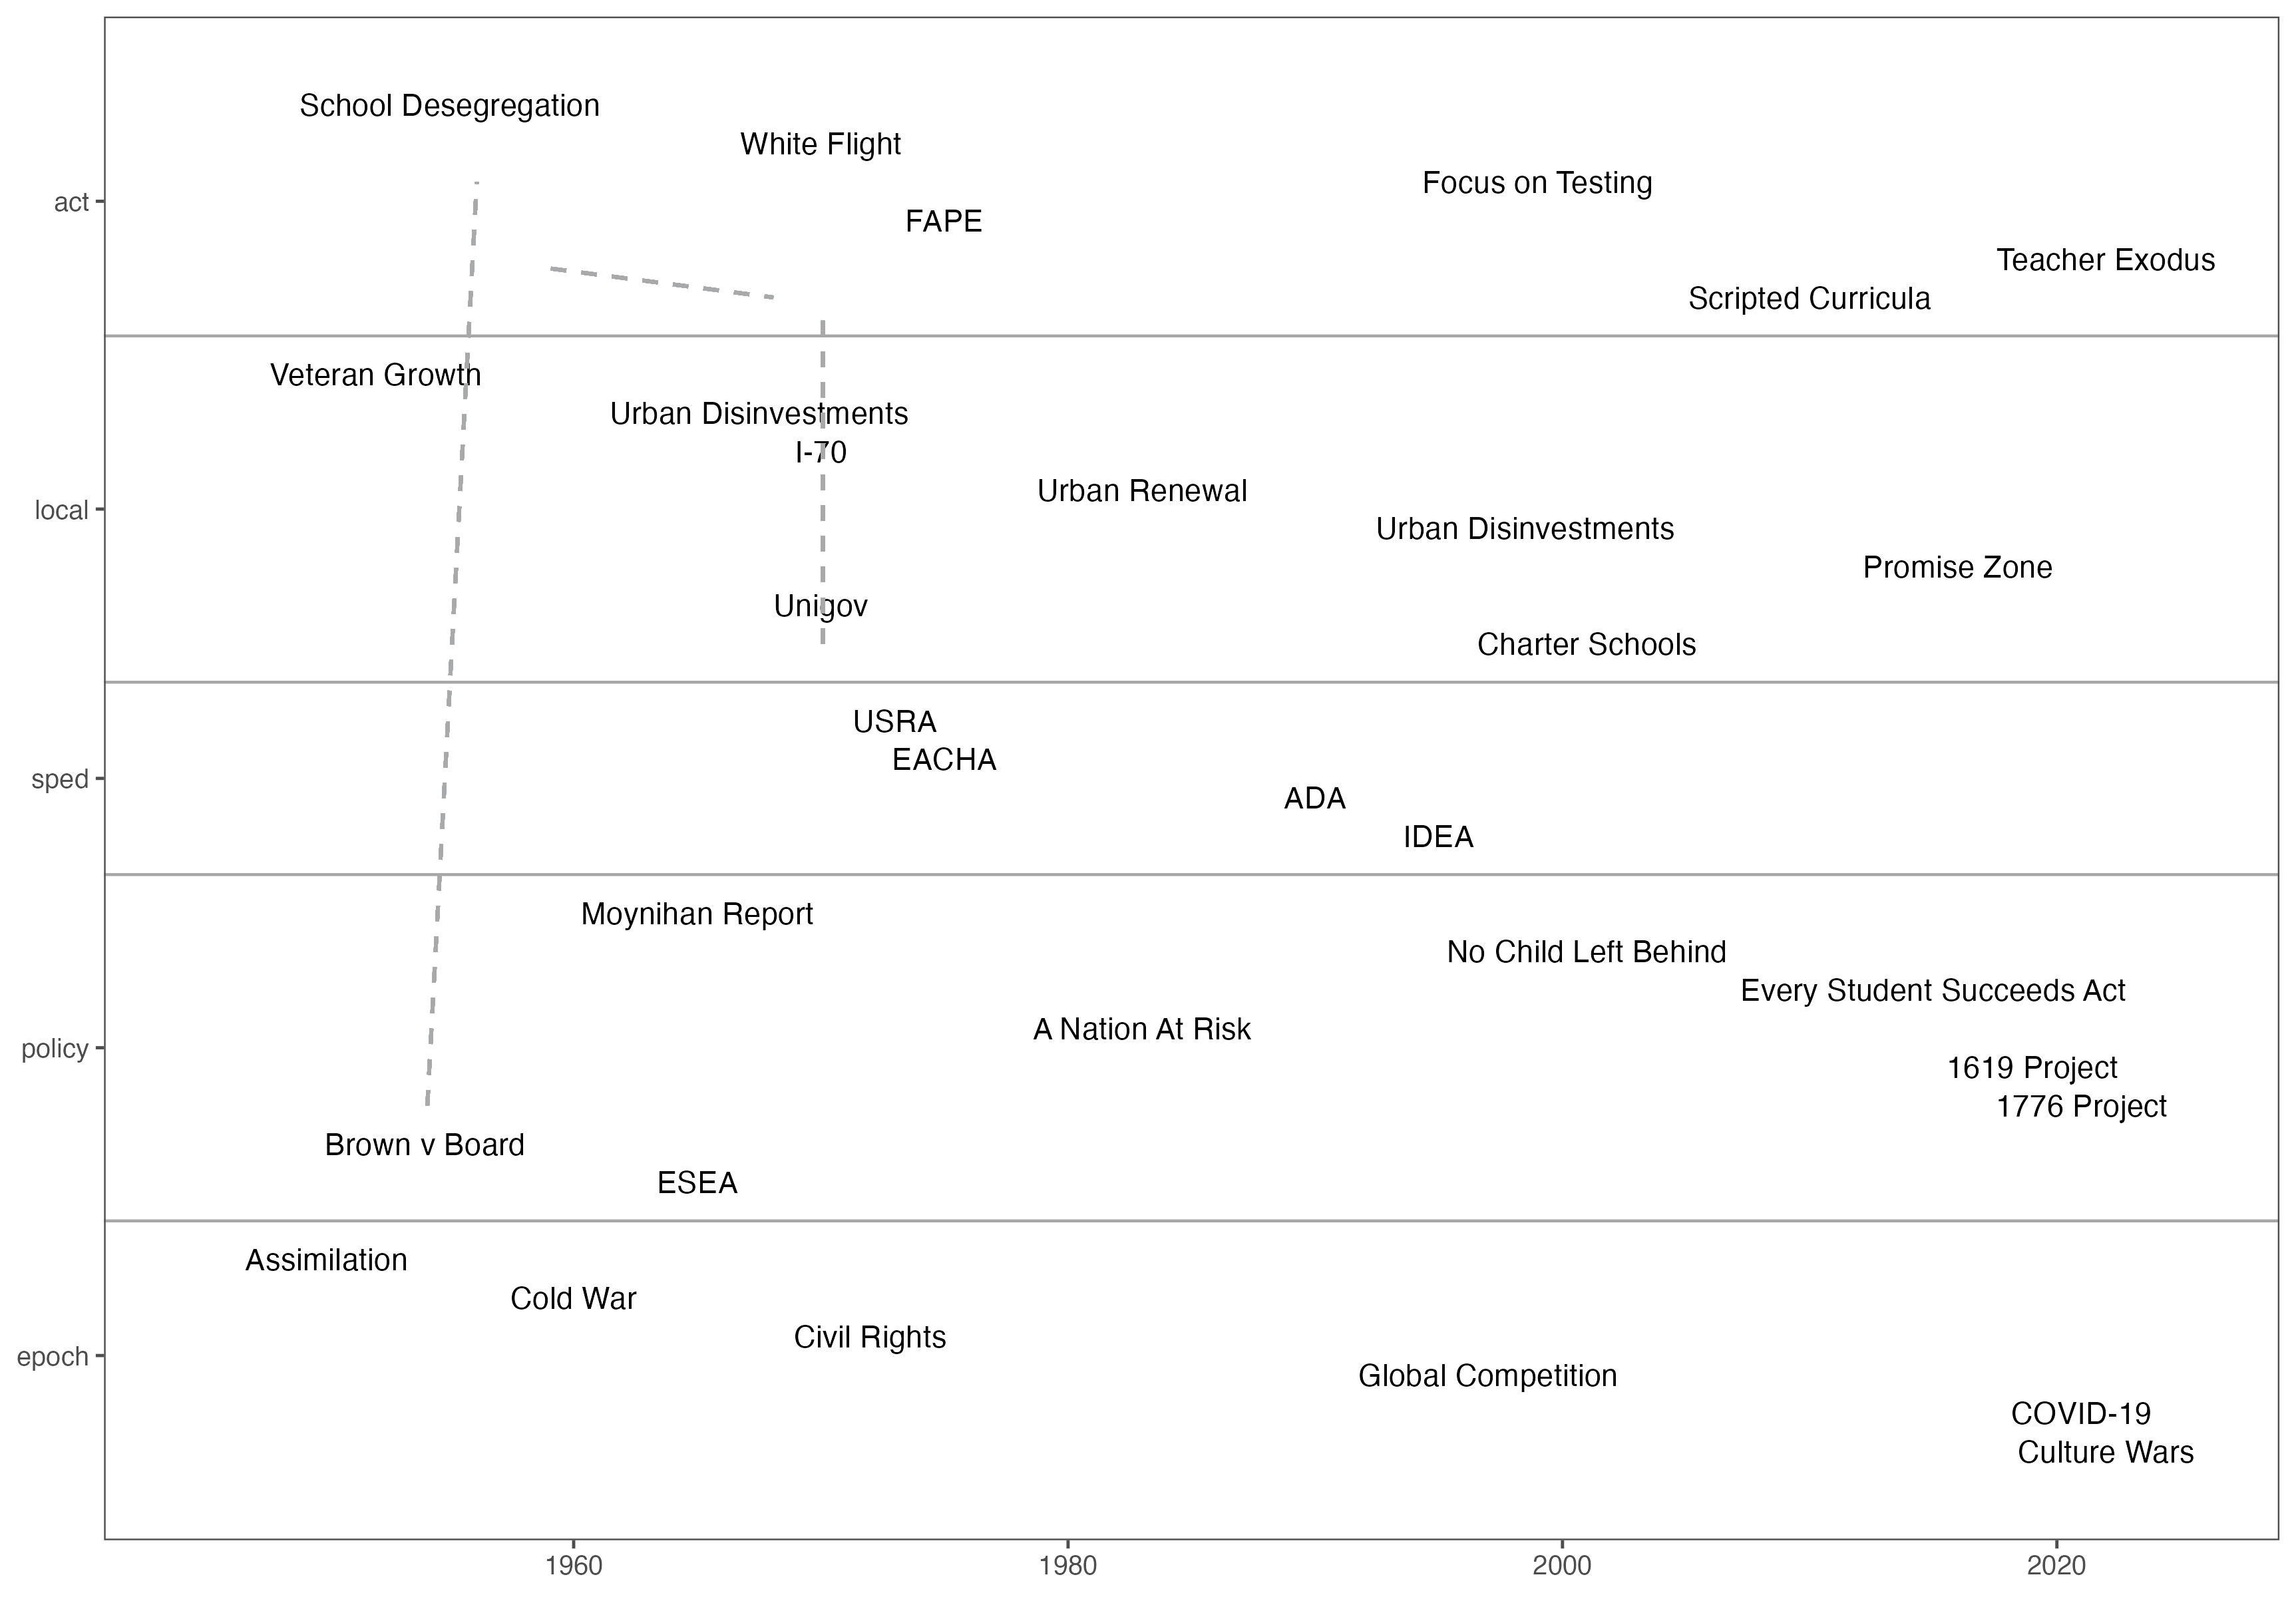 School Desegregation
White Flight
Focus on Testing
act
FAPE
Teacher Exodus
Scripted Curricula
Veteran Growth
Urban Disinvestments
I-70
Urban Renewal
local
Urban Disinvestments
Promise Zone
Unigov
Charter Schools
USRA
EACHA
sped
ADA
IDEA
Moynihan Report
No Child Left Behind
Every Student Succeeds Act
A Nation At Risk
policy
1619 Project
1776 Project
Brown v Board
ESEA
Assimilation
Cold War
Civil Rights
epoch
Global Competition
COVID-19
Culture Wars
1960 1980 2000 2020